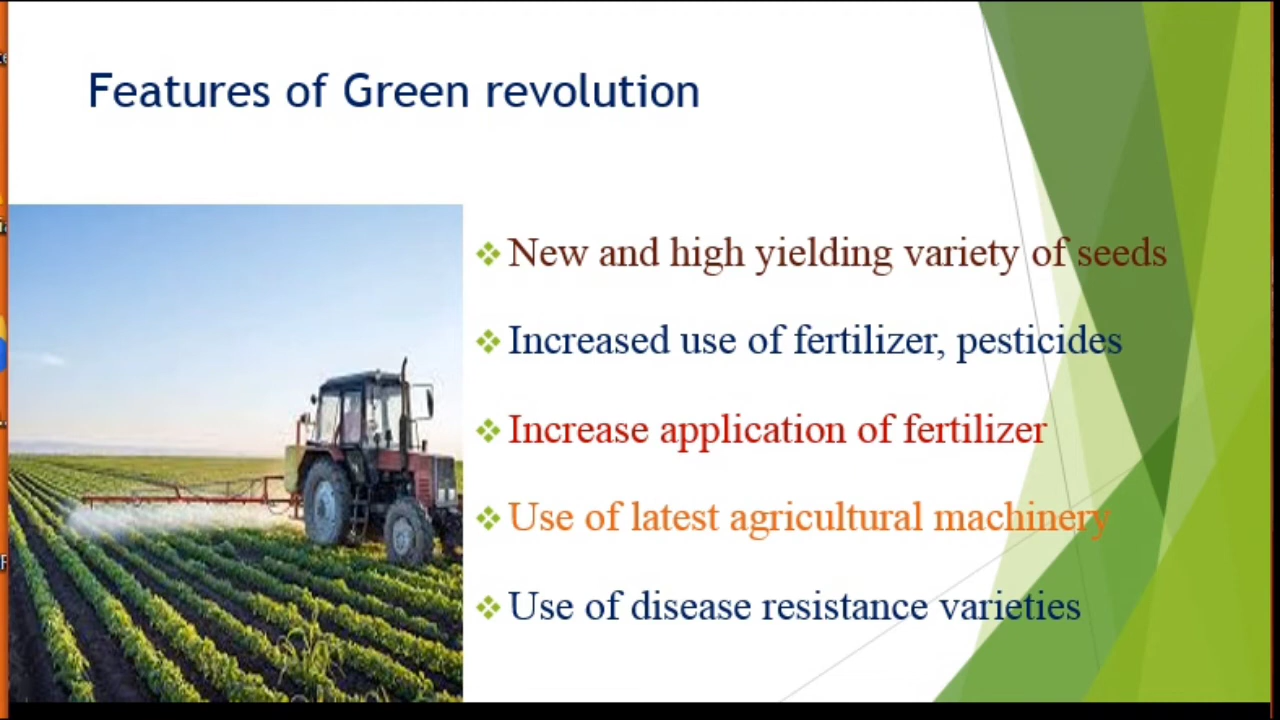 Features of Green revolution
New and high yielding variety of seeds
Increased use of fertilizer, pesticides
Increase application of fertilizer
Use of latest agricultural machinery
Use of disease resistance varieties